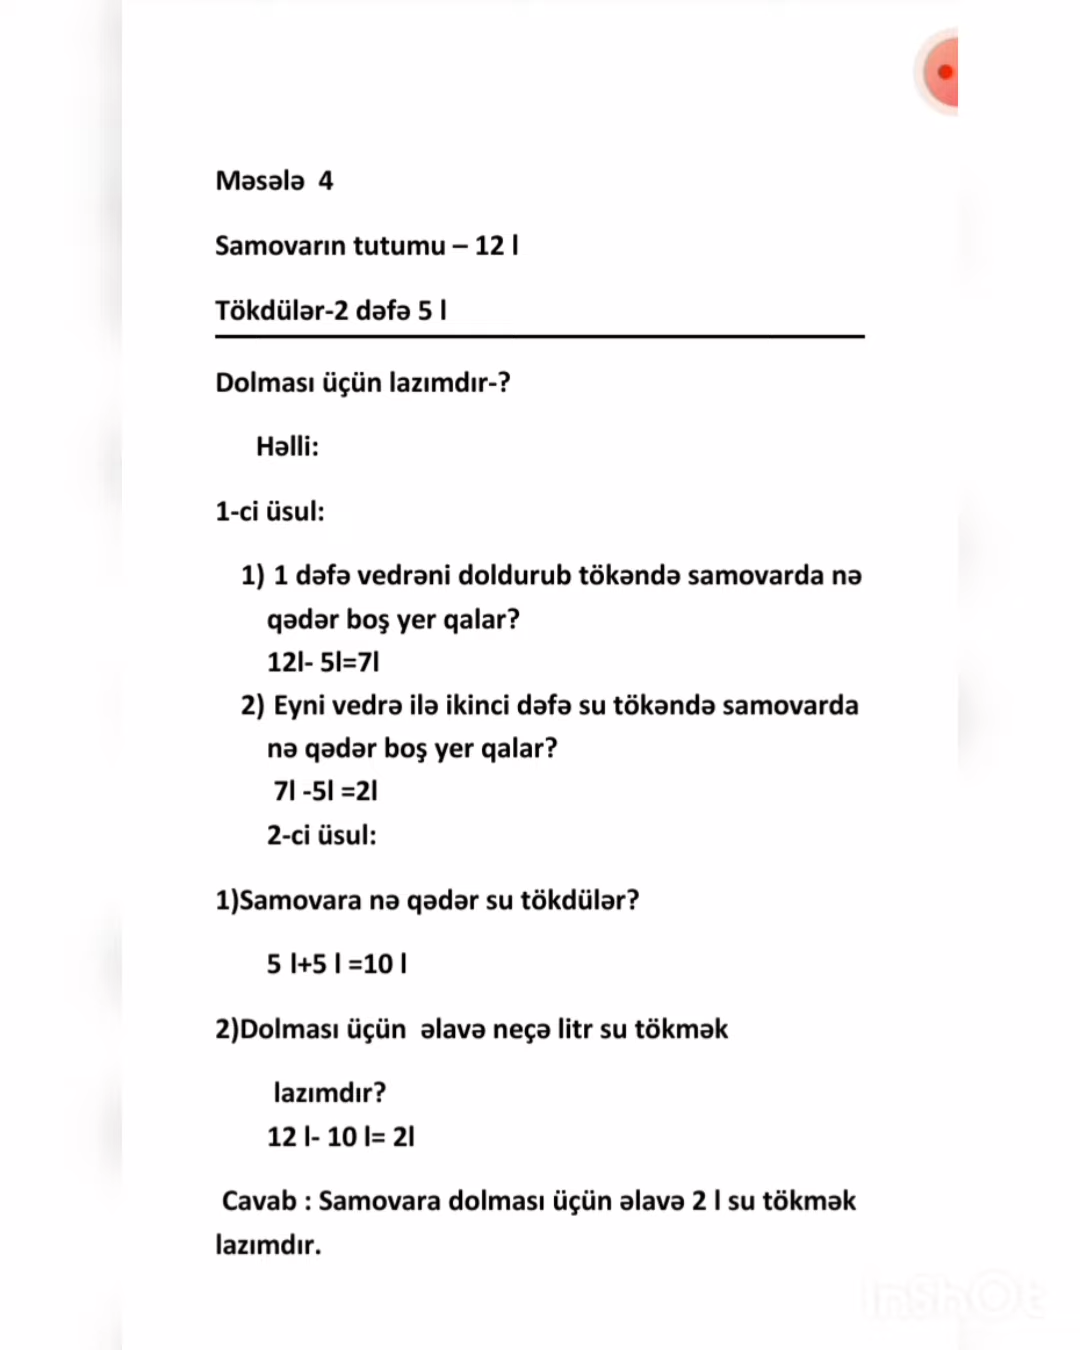 Məsələ 4
Samovarın tutumu – 12 l
Tökdülər-2 dəfə 5 l
Dolması üçün lazımdır-?
Həlli:
1-ci üsul:
1) 1 dəfə vedrəni doldurub tökəndə samovarda nə
qədər boş yer qalar?
12l- 5l=7l
2) Eyni vedrə ilə ikinci dəfə su tökəndə samovarda
nə qədər boş yer qalar?
7l -5l =2l
2-ci üsul:
1)Samovara nə qədər su tökdülər?
5 l+5 l =10 l
2)Dolması üçün əlavə neçə litr su tökmək
lazımdır?
12 l- 10 l= 2l
Cavab : Samovara dolması üçün əlavə 2 l su tökmək
lazımdır.
InShOt